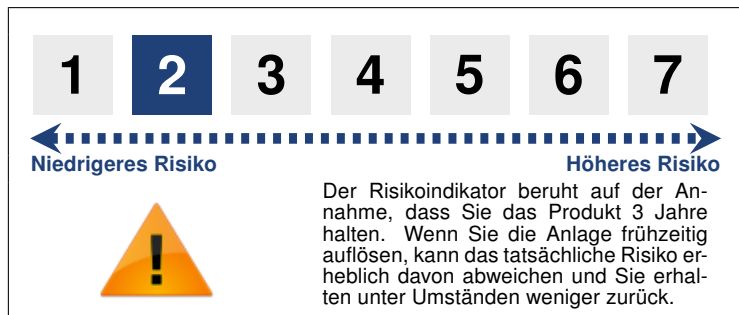 1 2 3 4 5 6 7
Niedrigeres Risiko Höheres Risiko
Der Risikoindikator beruht auf der An-
nahme, dass Sie das Produkt 3 Jahre
halten. Wenn Sie die Anlage frühzeitig
auflösen, kann das tatsächliche Risiko er-
heblich davon abweichen und Sie erhal-
ten unter Umständen weniger zurück.
!